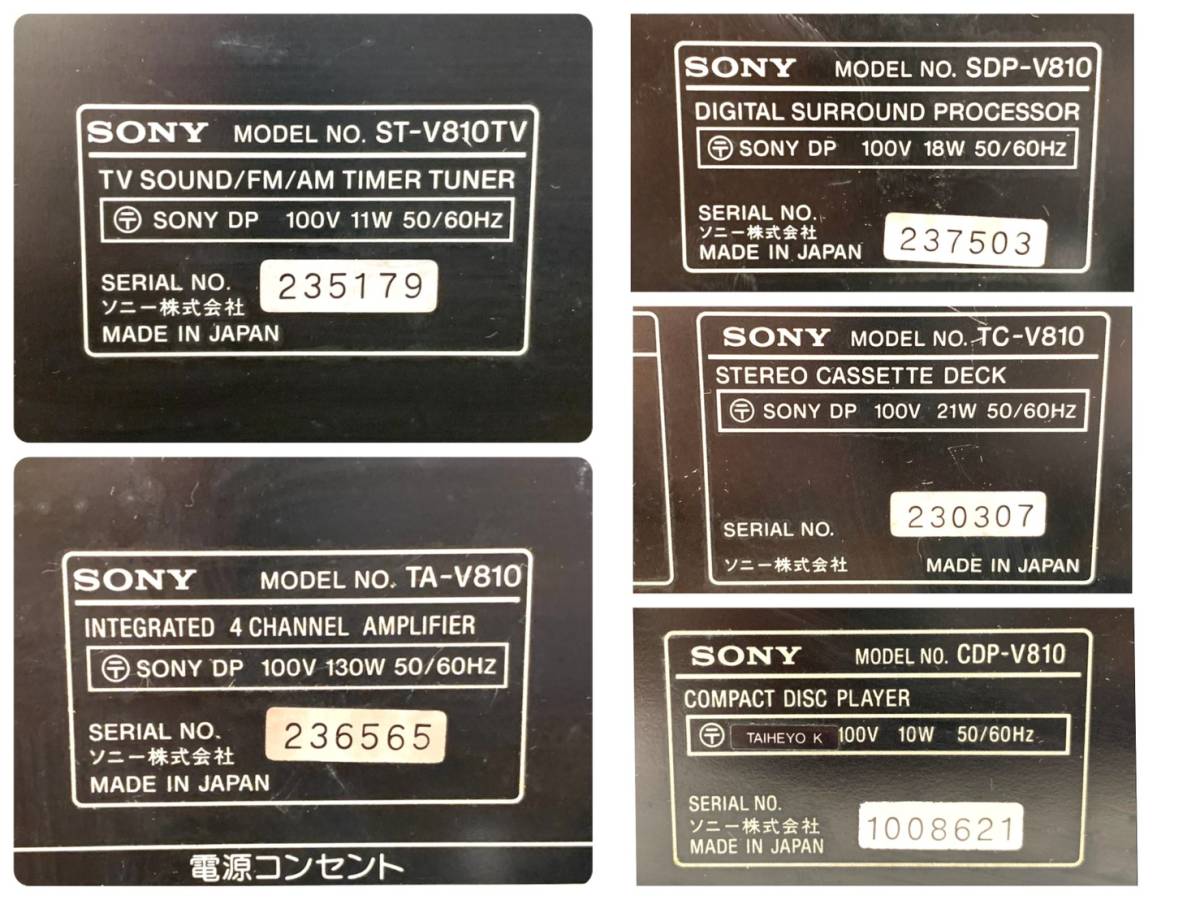 SONY MODEL NO. ST-V810TV
TV SOUND/FM/AM TIMER TUNER
〒 SONY DP 100V 11W 50/60Hz
SERIAL NO. 235179
ソニー株式会社
MADE IN JAPAN
SONY MODEL NO. TA-V810
INTEGRATED 4 CHANNEL AMPLIFIER
〒 SONY DP 100V 130W 50/60Hz
SERIAL NO. 236565
ソニー株式会社
MADE IN JAPAN
電源コンセント
SONY MODEL NO. SDP-V810
DIGITAL SURROUND PROCESSOR
〒 SONY DP 100V 18W 50/60Hz
SERIAL NO. 237503
ソニー株式会社
MADE IN JAPAN
SONY MODEL NO. TC-V810
STEREO CASSETTE DECK
〒 SONY DP 100V 21W 50/60Hz
SERIAL NO. 230307
ソニー株式会社 MADE IN JAPAN
SONY MODEL NO. CDP-V810
COMPACT DISC PLAYER
〒 TAIHEYO K 100V 10W 50/60Hz
SERIAL NO. 1008621
ソニー株式会社
MADE IN JAPAN